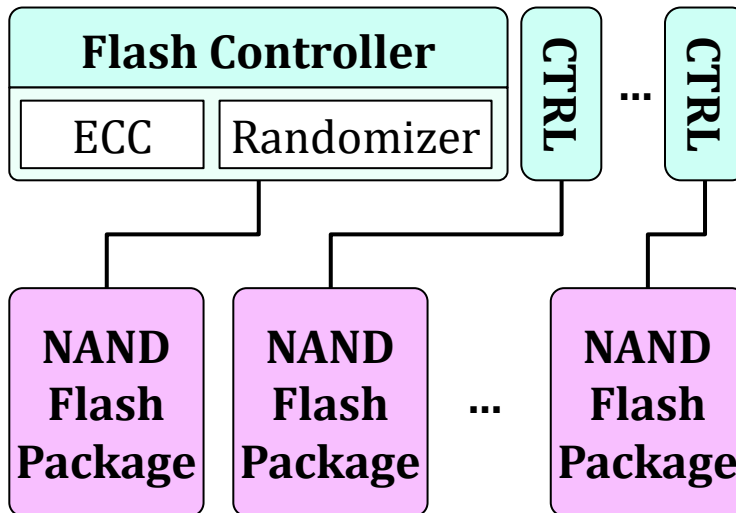 Flash Controller
ECC
Randomizer
CTRL
...
CTRL
NAND
Flash
Package
NAND
Flash
Package
...
NAND
Flash
Package